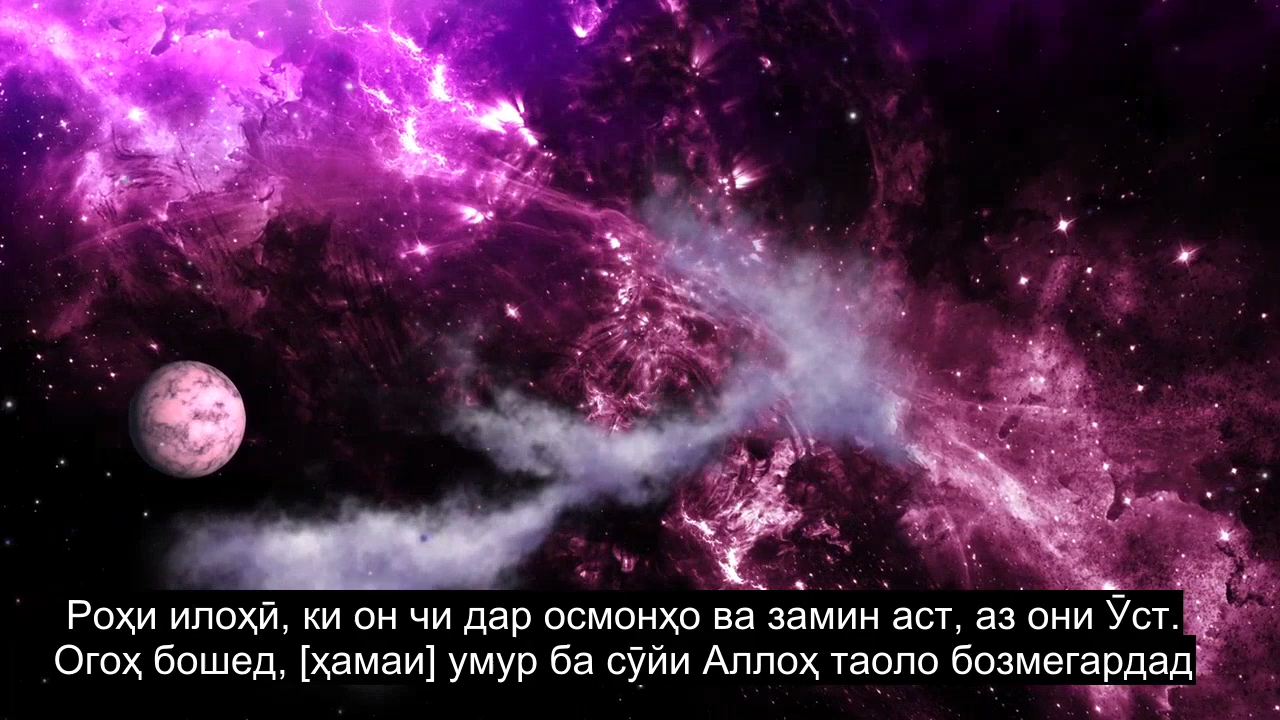 Роҳи илоҳӣ, ки он чи дар осмонҳо ва замин аст, аз они Ӯст.
Огоҳ бошед, [ҳамаи] умур ба сӯйи Аллоҳ таоло бозмегардад